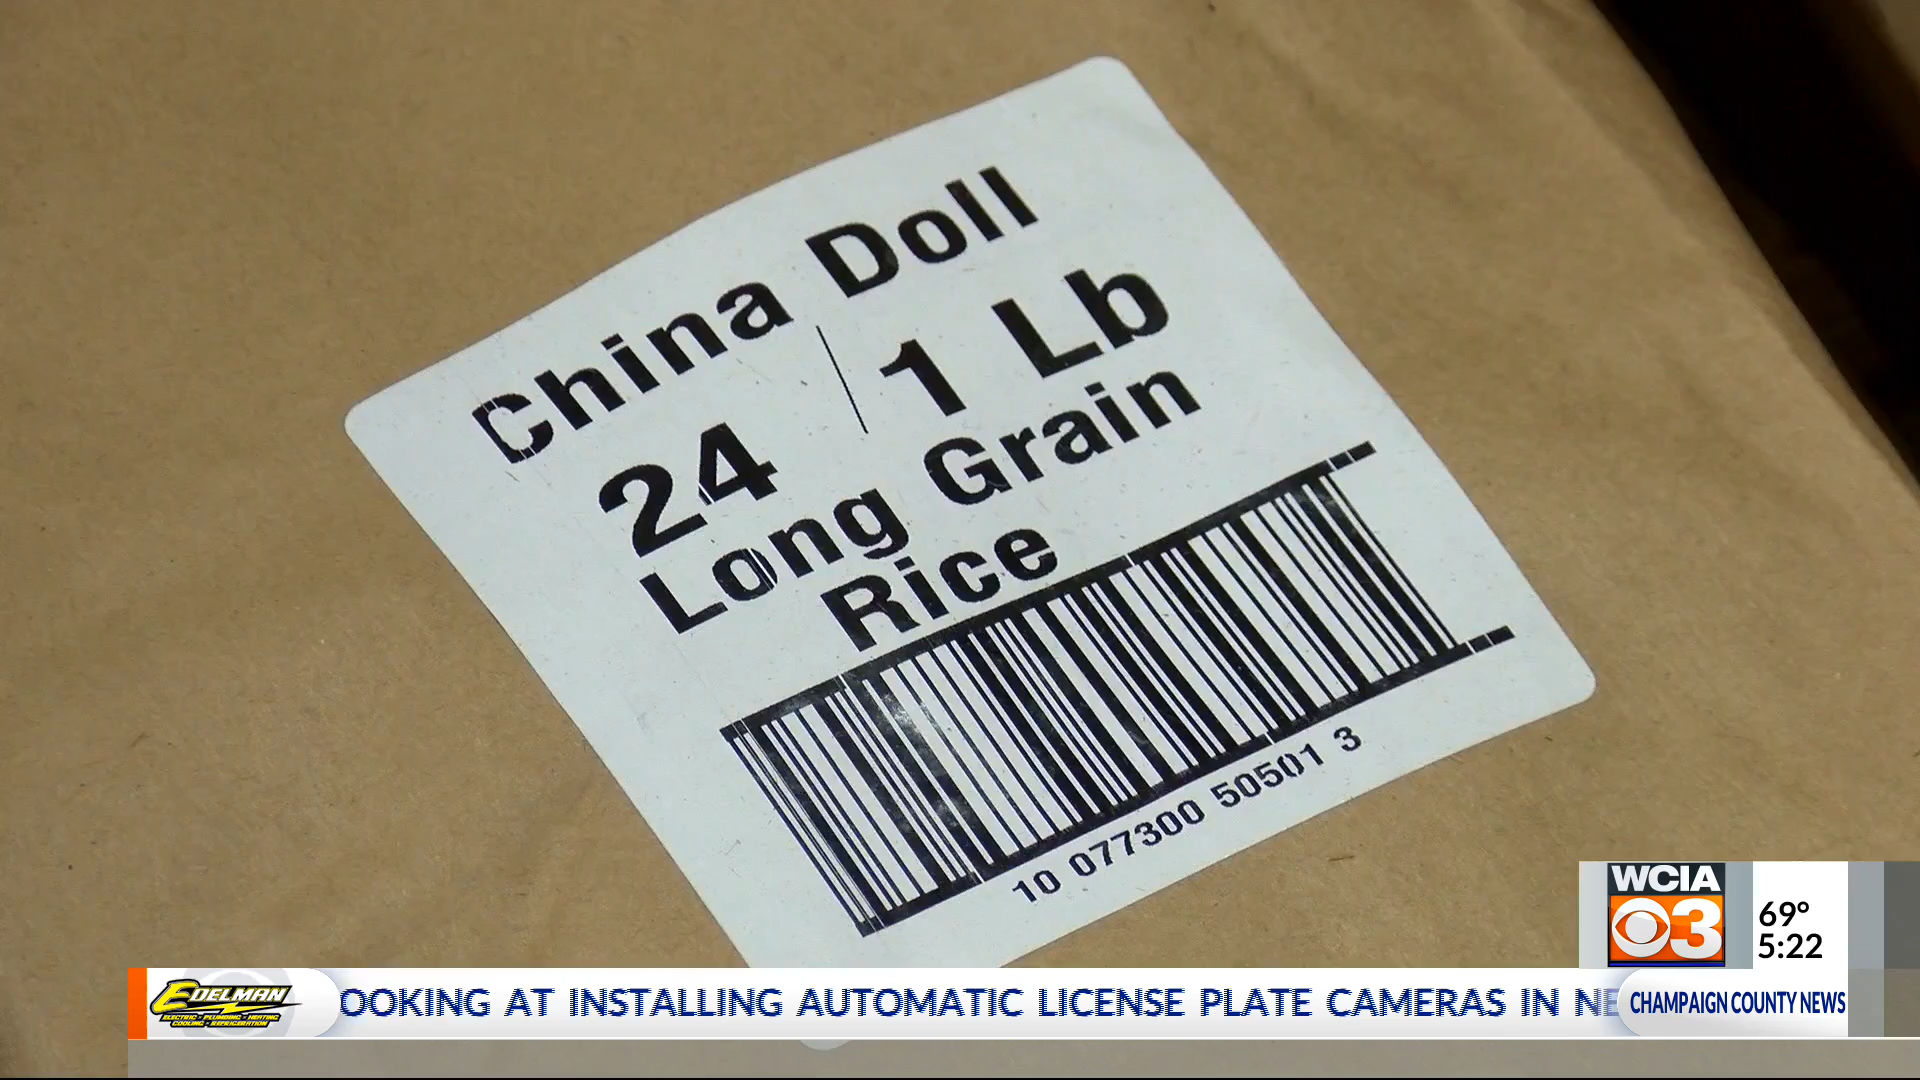 China Doll
24 / 1 Lb
Long Grain
Rice
10 077300 50501 3
WCIA
3
69°
5:22
EDELMAN
ELECTRIC - PLUMBING - HEATING
COOLING - REFRIGERATION
OOKING AT INSTALLING AUTOMATIC LICENSE PLATE CAMERAS IN NE
CHAMPAIGN COUNTY NEWS